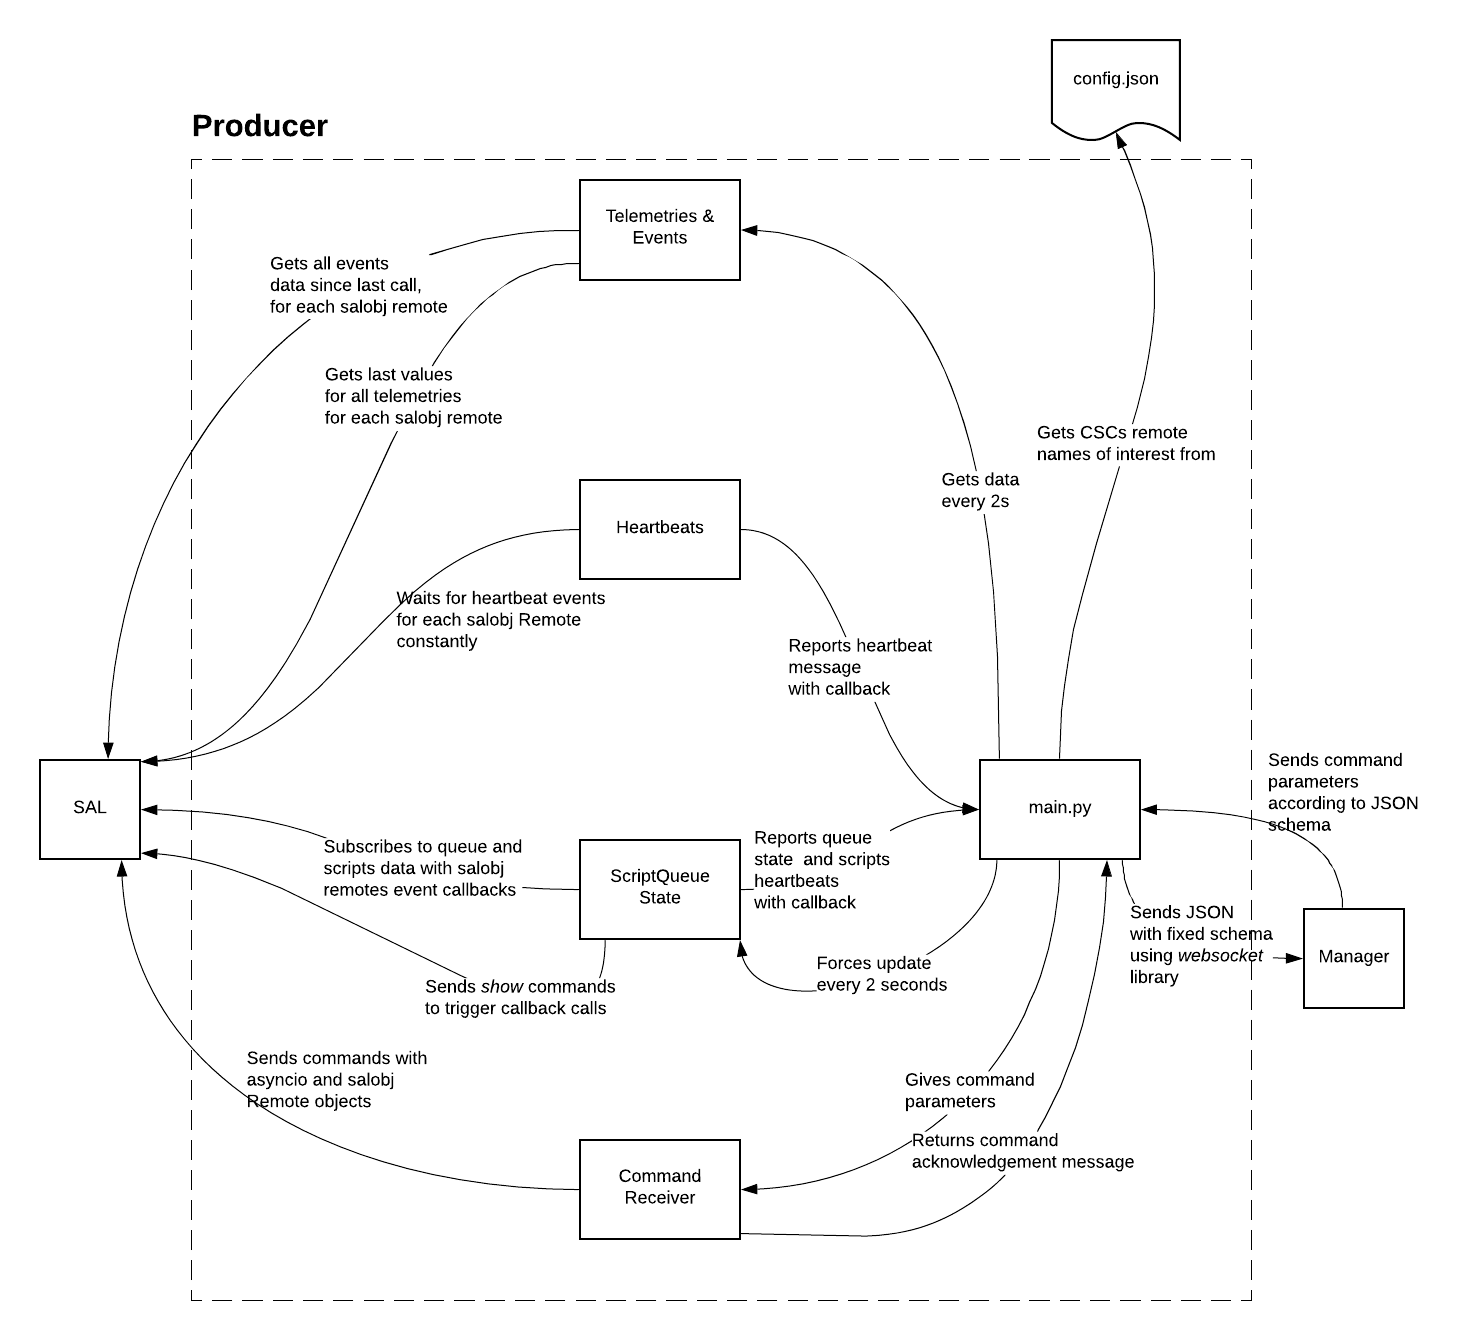 config.json
Producer
Telemetries &
Events
Gets all events
data since last call,
for each salobj remote
Gets last values
for all telemetries
for each salobj remote
Gets CSCs remote
names of interest from
Gets data
every 2s
Heartbeats
Waits for heartbeat events
for each salobj Remote
constantly
Reports heartbeat
message
with callback
SAL
main.py
Sends command
parameters
according to JSON
schema
Subscribes to queue and
scripts data with salobj
remotes event callbacks
ScriptQueue
State
Reports queue
state  and scripts
heartbeats
with callback
Sends JSON
with fixed schema
using websocket
library
Manager
Forces update
every 2 seconds
Sends show commands
to trigger callback calls
Sends commands with
asyncio and salobj
Remote objects
Gives command
parameters
Returns command
acknowledgement message
Command
Receiver